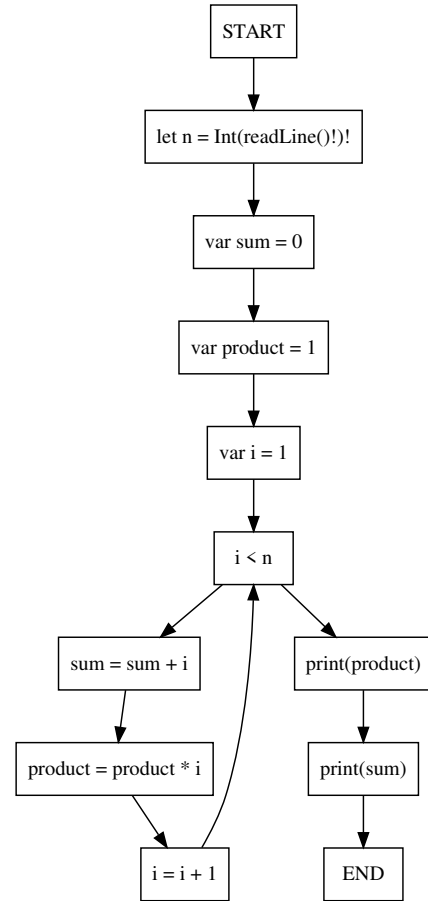 START
let n = Int(readLine()!)!
var sum = 0
var product = 1
var i = 1
i < n
sum = sum + i
print(product)
product = product * i
print(sum)
i = i + 1
END